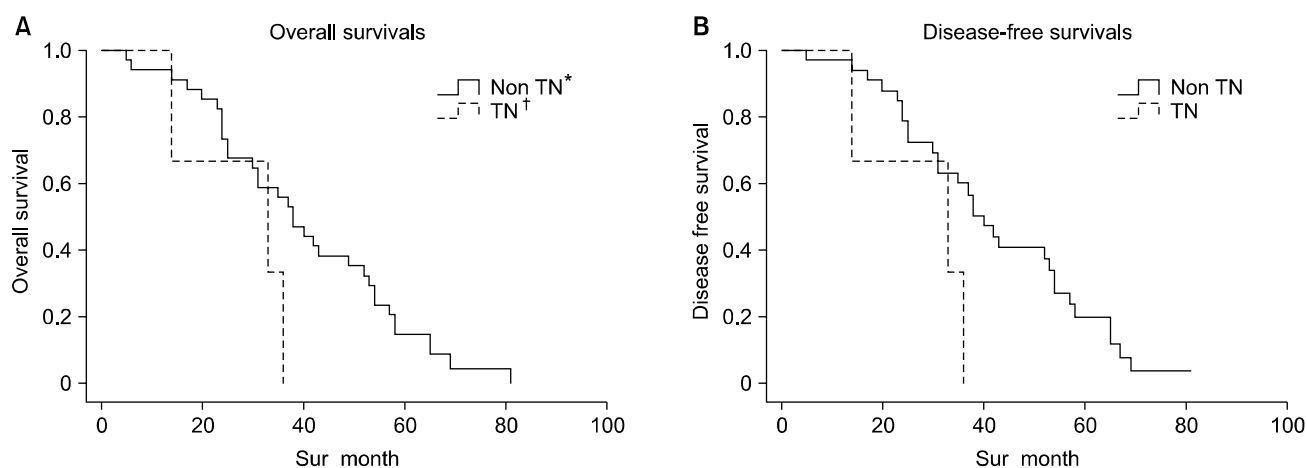 A
Overall survivals
1.0
0.8
0.6
0.4
0.2
0
Overall survival
Non TN*
TN†
0 20 40 60 80 100
Sur month
B
Disease-free survivals
1.0
0.8
0.6
0.4
0.2
0
Disease free survival
Non TN
TN
0 20 40 60 80 100
Sur month